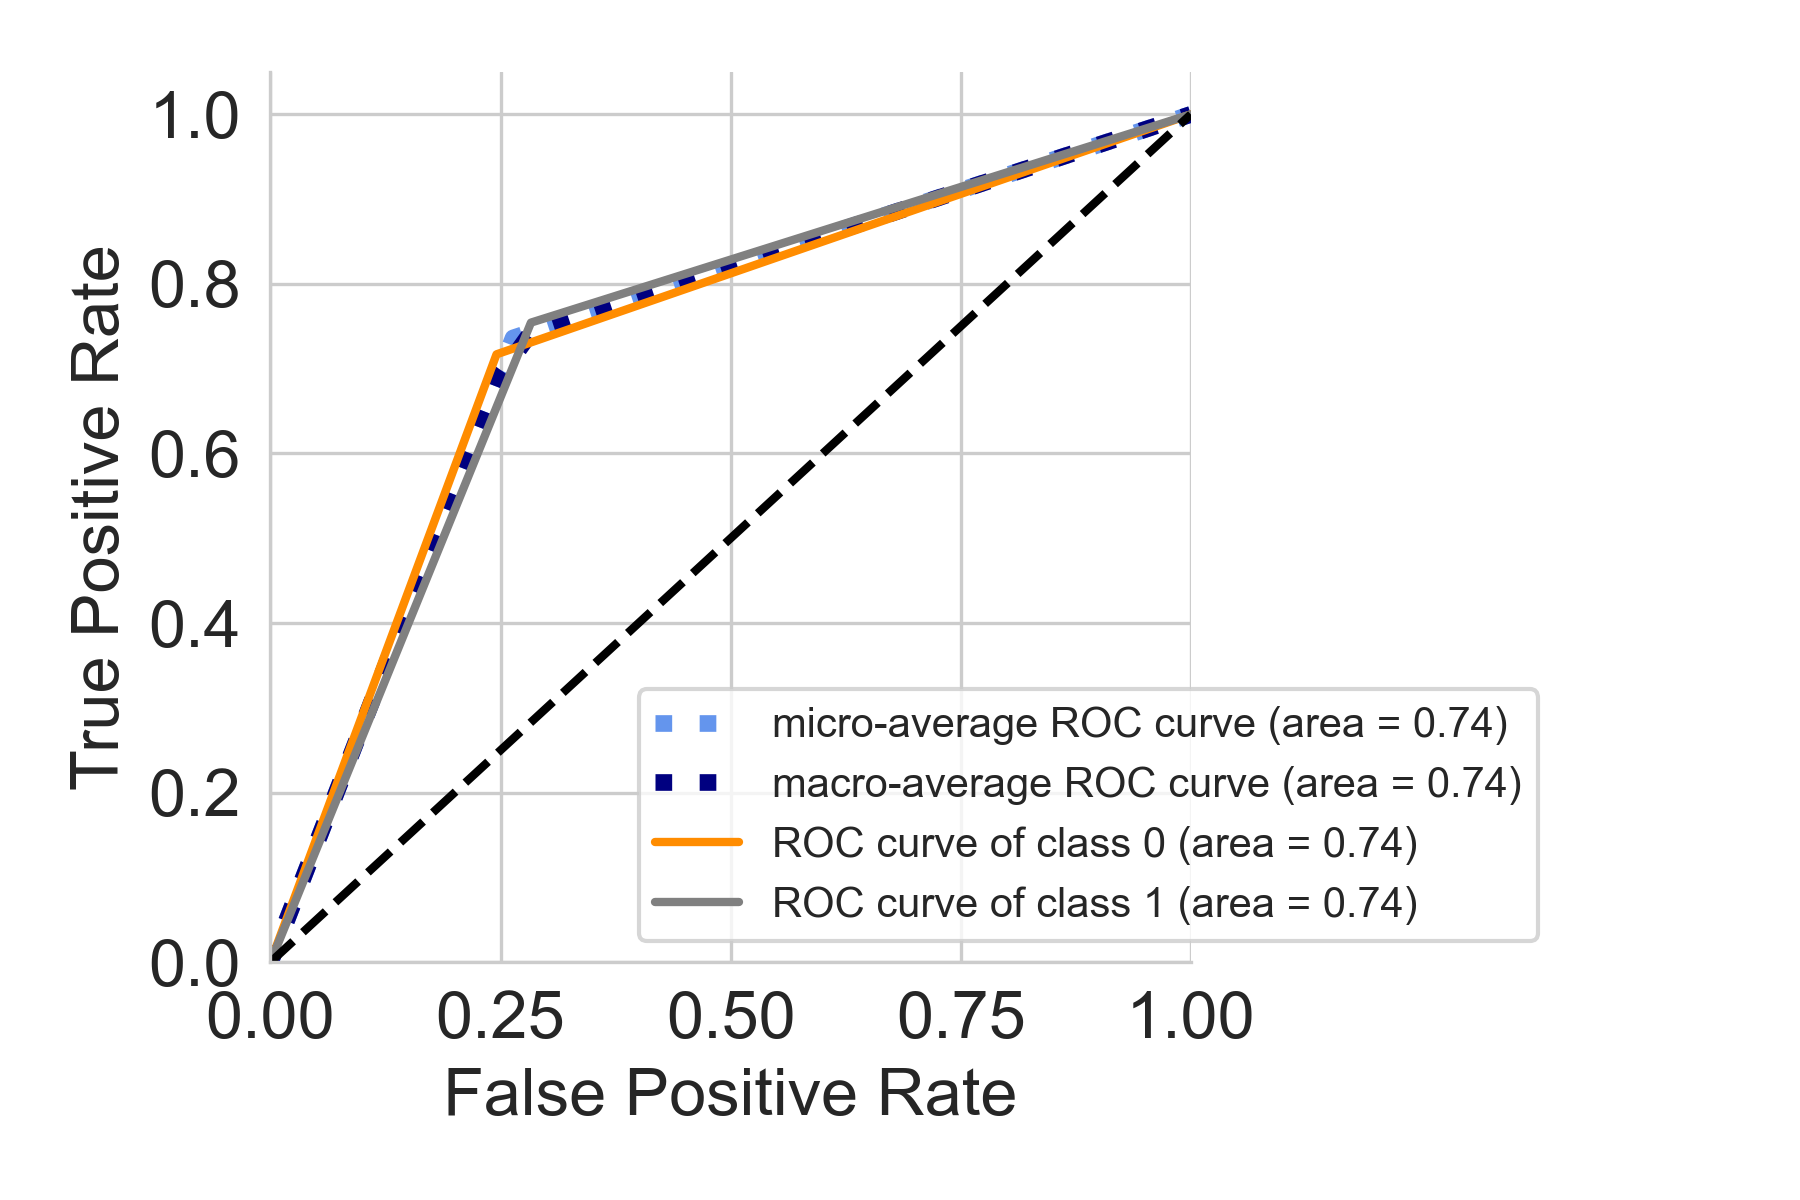 True Positive Rate
1.0
0.8
0.6
0.4
0.2
0.0
0.00 0.25 0.50 0.75 1.00
False Positive Rate
micro-average ROC curve (area = 0.74)
macro-average ROC curve (area = 0.74)
ROC curve of class 0 (area = 0.74)
ROC curve of class 1 (area = 0.74)